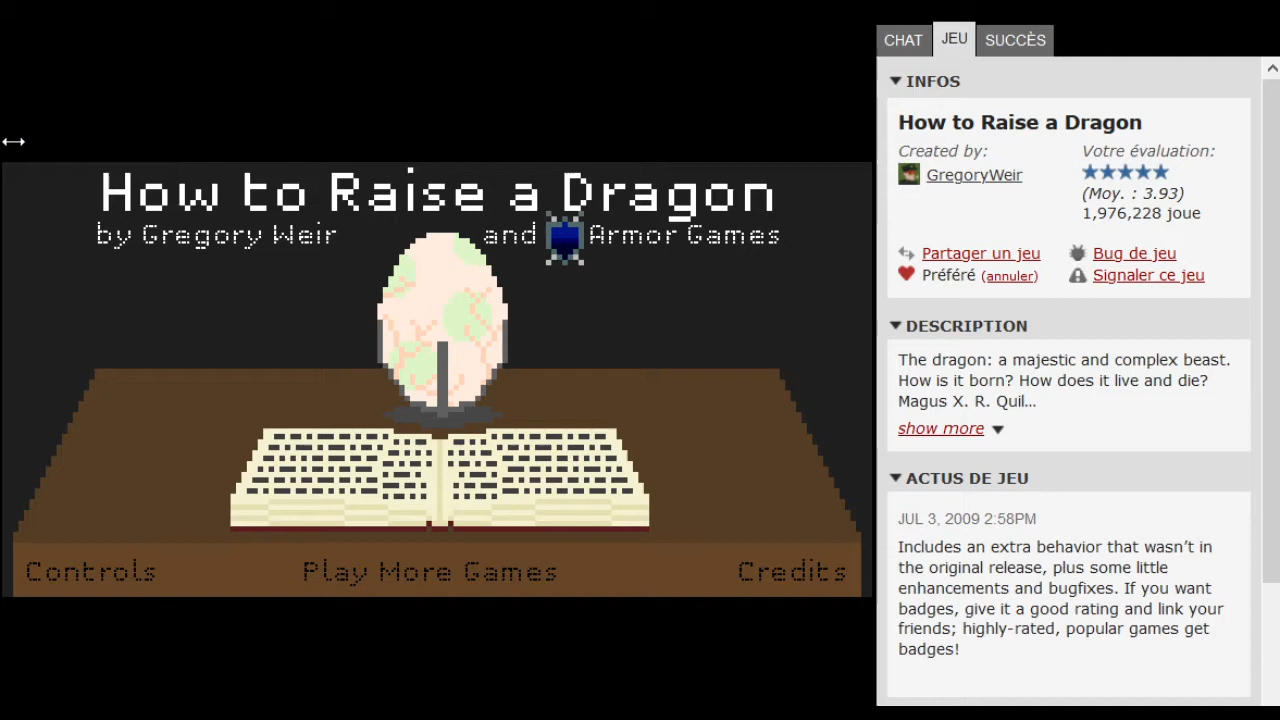 How to Raise a Dragon
by Gregory Weir and Armor Games
Controls Play More Games Credits
CHAT JEU SUCCÈS
INFOS
How to Raise a Dragon
Created by: Votre évaluation:
GregoryWeir
(Moy. : 3.93)
1,976,228 joue
Partager un jeu Bug de jeu
Préféré (annuler) Signaler ce jeu
DESCRIPTION
The dragon: a majestic and complex beast.
How is it born? How does it live and die?
Magus X. R. Quil...
show more
ACTUS DE JEU
JUL 3, 2009 2:58PM
Includes an extra behavior that wasn't in
the original release, plus some little
enhancements and bugfixes. If you want
badges, give it a good rating and link your
friends; highly-rated, popular games get
badges!